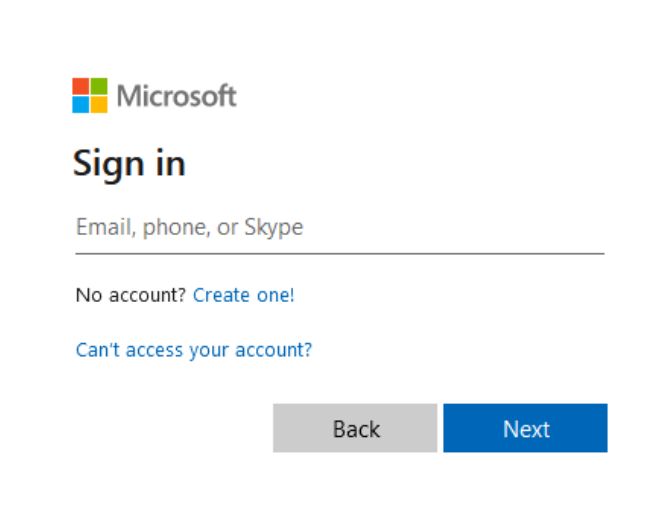 Microsoft
Sign in
Email, phone, or Skype
No account? Create one!
Can't access your account?
Back Next